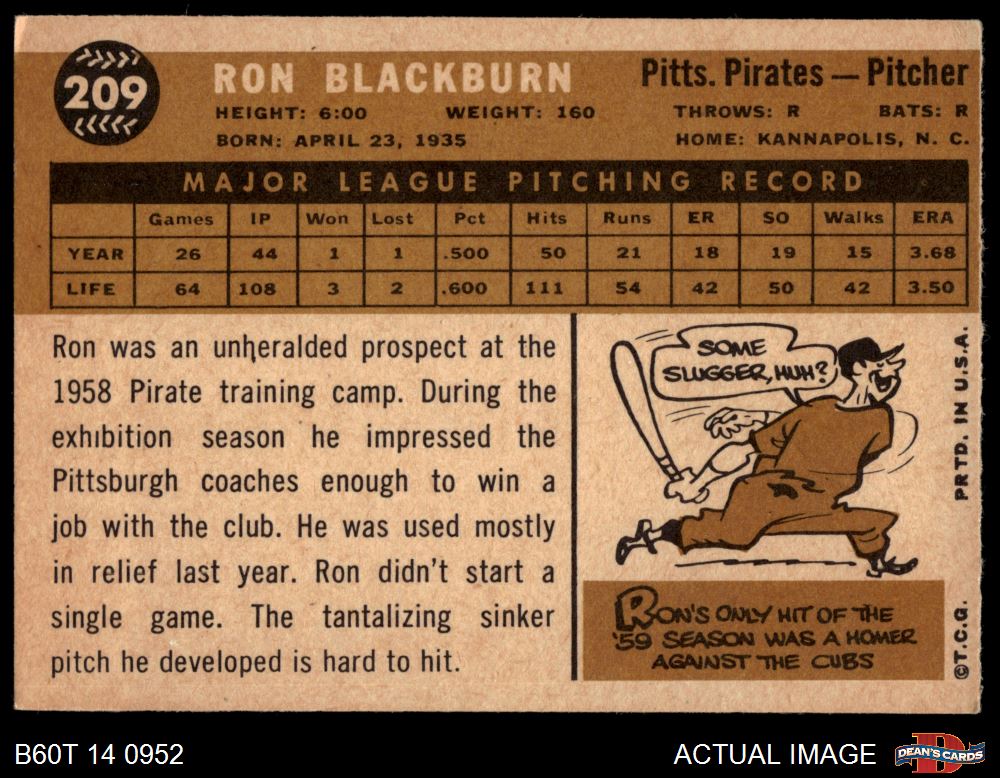 209
RON BLACKBURN
Pitts. Pirates — Pitcher
HEIGHT: 6:00 WEIGHT: 160 THROWS: R BATS: R
BORN: APRIL 23, 1935 HOME: KANNAPOLIS, N. C.
MAJOR LEAGUE PITCHING RECORD
Games IP Won Lost Pct Hits Runs ER SO Walks ERA
YEAR 26 44 1 1 .500 50 21 18 19 15 3.68
LIFE 64 108 3 2 .600 111 54 42 50 42 3.50
Ron was an unheralded prospect at the
1958 Pirate training camp. During the
exhibition season he impressed the
Pittsburgh coaches enough to win a
job with the club. He was used mostly
in relief last year. Ron didn't start a
single game. The tantalizing sinker
pitch he developed is hard to hit.
SOME
SLUGGER, HUH?
RON'S ONLY HIT OF THE
'59 SEASON WAS A HOMER
AGAINST THE CUBS
PRTD. IN U.S.A.
©T.C.G.
B60T 14 0952
ACTUAL IMAGE
DEAN'S CARDS